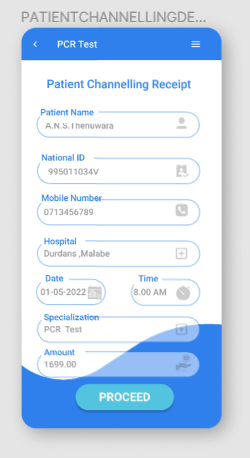 PATIENTCHANNELLINGDE...
PCR Test
Patient Channelling Receipt
Patient Name
A.N.S.Thenuwara
National ID
995011034V
Mobile Number
0713456789
Hospital
Durdans ,Malabe
Date Time
01-05-2022 8.00 AM
Specialization
PCR Test
Amount
1699.00
PROCEED